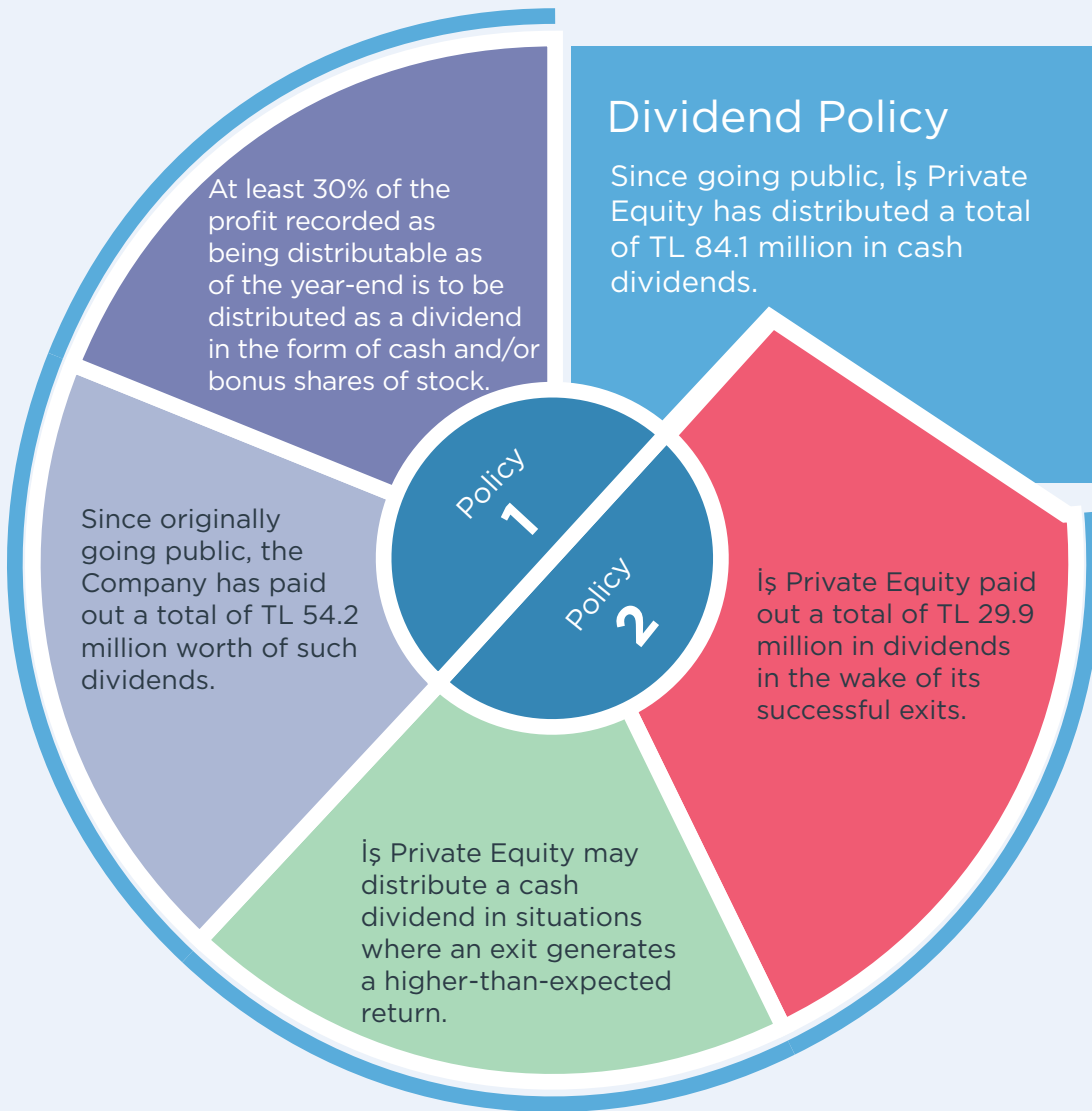 Dividend Policy
Since going public, İş Private
Equity has distributed a total
of TL 84.1 million in cash
dividends.
At least 30% of the
profit recorded as
being distributable as
of the year-end is to be
distributed as a dividend
in the form of cash and/or
bonus shares of stock.
Policy
1
Since originally
going public, the
Company has paid
out a total of TL 54.2
million worth of such
dividends.
Policy
2
İş Private Equity paid
out a total of TL 29.9
million in dividends
in the wake of its
successful exits.
İş Private Equity may
distribute a cash
dividend in situations
where an exit generates
a higher-than-expected
return.